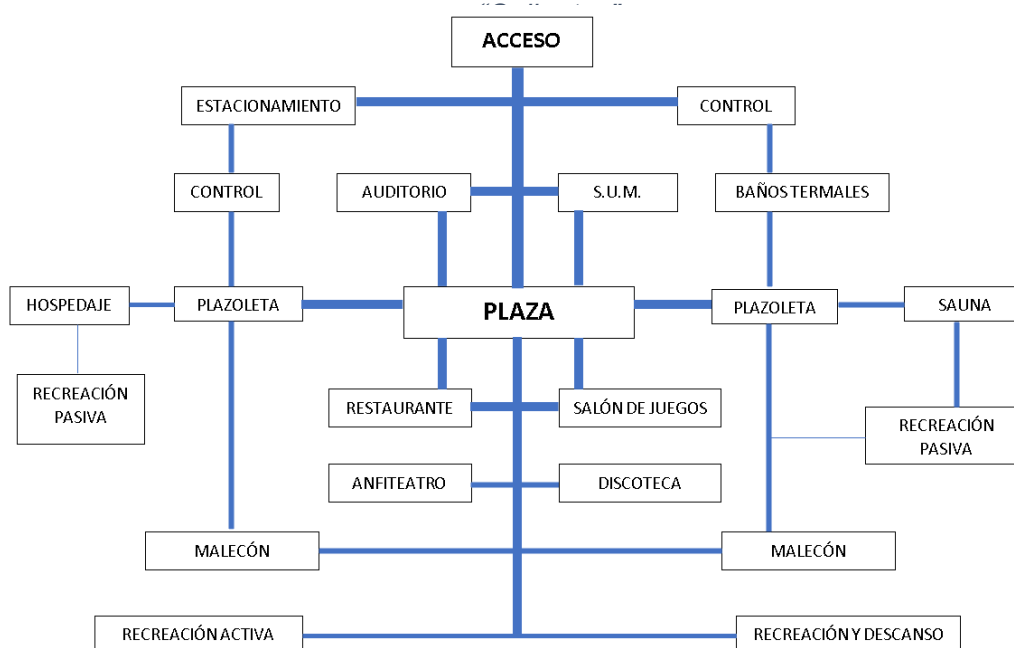 ACCESO
ESTACIONAMIENTO
CONTROL
CONTROL
AUDITORIO
S.U.M.
BAÑOS TERMALES
HOSPEDAJE
PLAZOLETA
PLAZA
PLAZOLETA
SAUNA
RECREACIÓN
PASIVA
RESTAURANTE
SALÓN DE JUEGOS
RECREACIÓN
PASIVA
ANFITEATRO
DISCOTECA
MALECÓN
MALECÓN
RECREACIÓN ACTIVA
RECREACIÓN Y DESCANSO